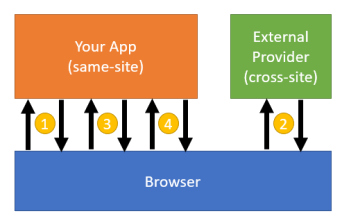 Your App
(same-site)
External
Provider
(cross-site)
1
3
4
2
Browser